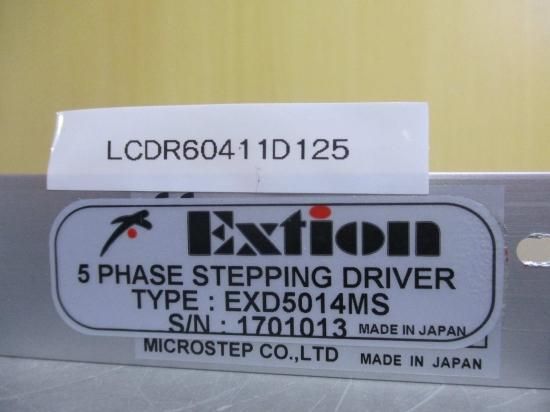 LCDR60411D125
Extion
5 PHASE STEPPING DRIVER
TYPE : EXD5014MS
S/N : 1701013 MADE IN JAPAN
MICROSTEP CO.,LTD MADE IN JAPAN